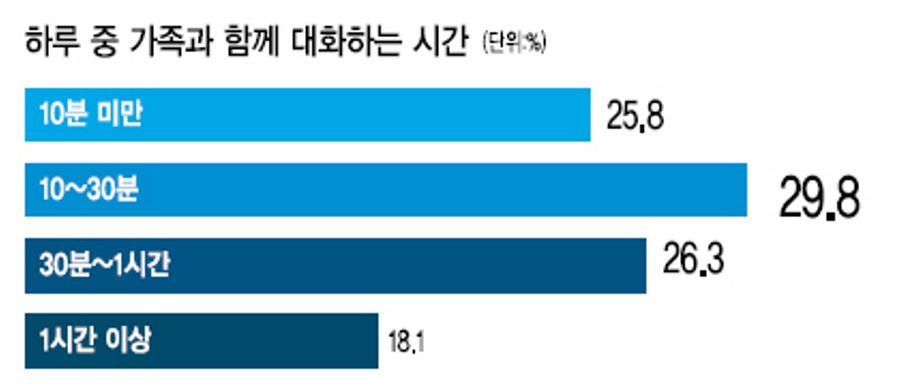 하루 중 가족과 함께 대화하는 시간 (단위:%)
10분 미만 25.8
10~30분 29.8
30분~1시간 26.3
1시간 이상 18.1